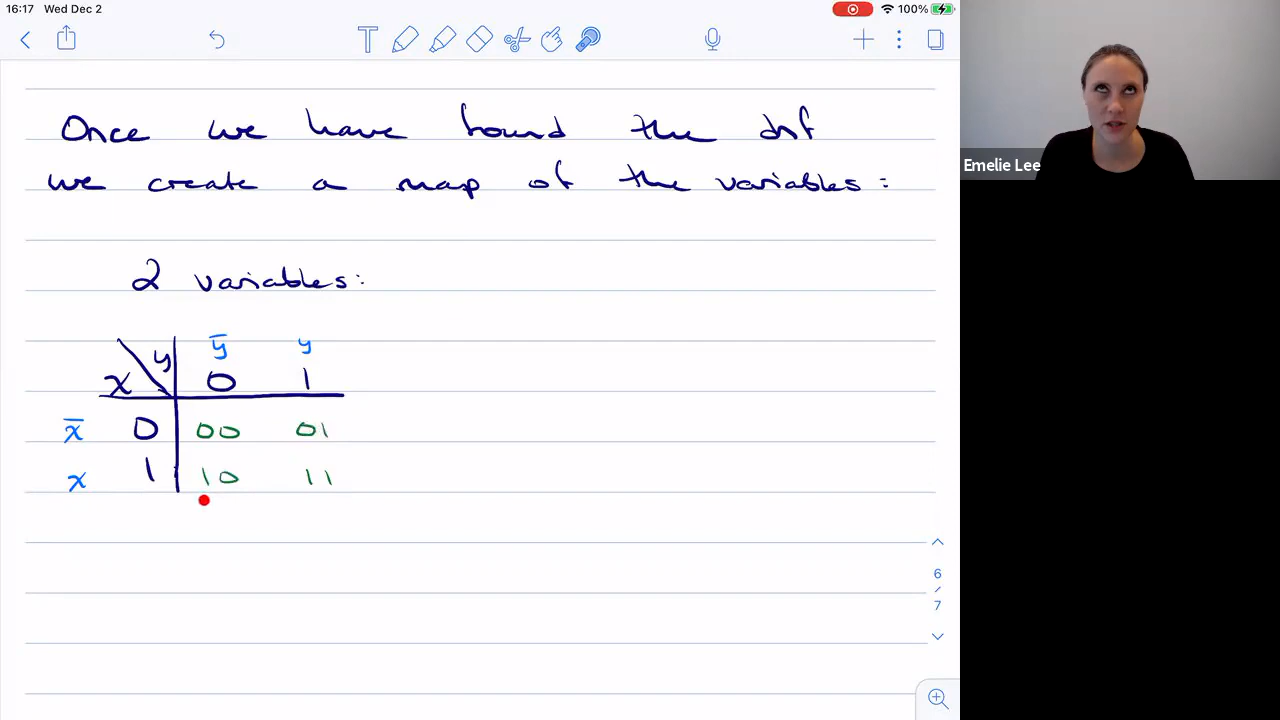 16:17 Wed Dec 2 100%
Once we have found the dnf
we create a map of the variables:
Emelie Lee
2 variables:
ȳ y
x y 0 1
x̄ 0 00 01
x 1 10 11
6
/
7